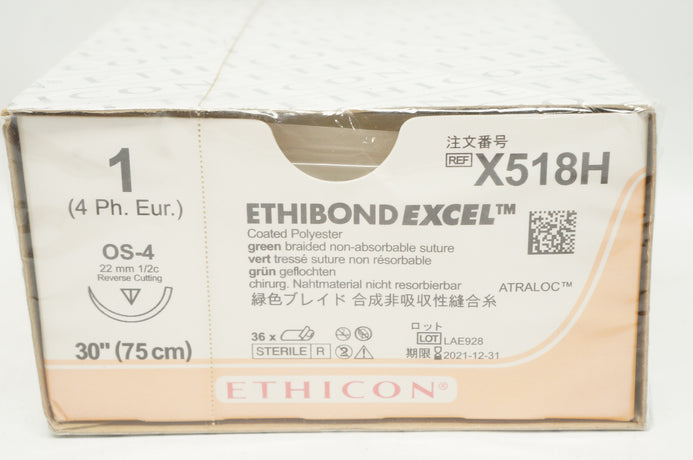 1
(4 Ph. Eur.)
OS-4
22 mm 1/2c
Reverse Cutting
30" (75 cm)
注文番号
REF X518H
ETHIBOND EXCEL™
Coated Polyester
green braided non-absorbable suture
vert tressé suture non résorbable
grün geflochten
chirurg. Nahtmaterial nicht resorbierbar
ATRALOC™
緑色ブレイド 合成非吸収性縫合糸
36 x
STERILE R
ロット
LOT LAE928
期限 2021-12-31
ETHICON®